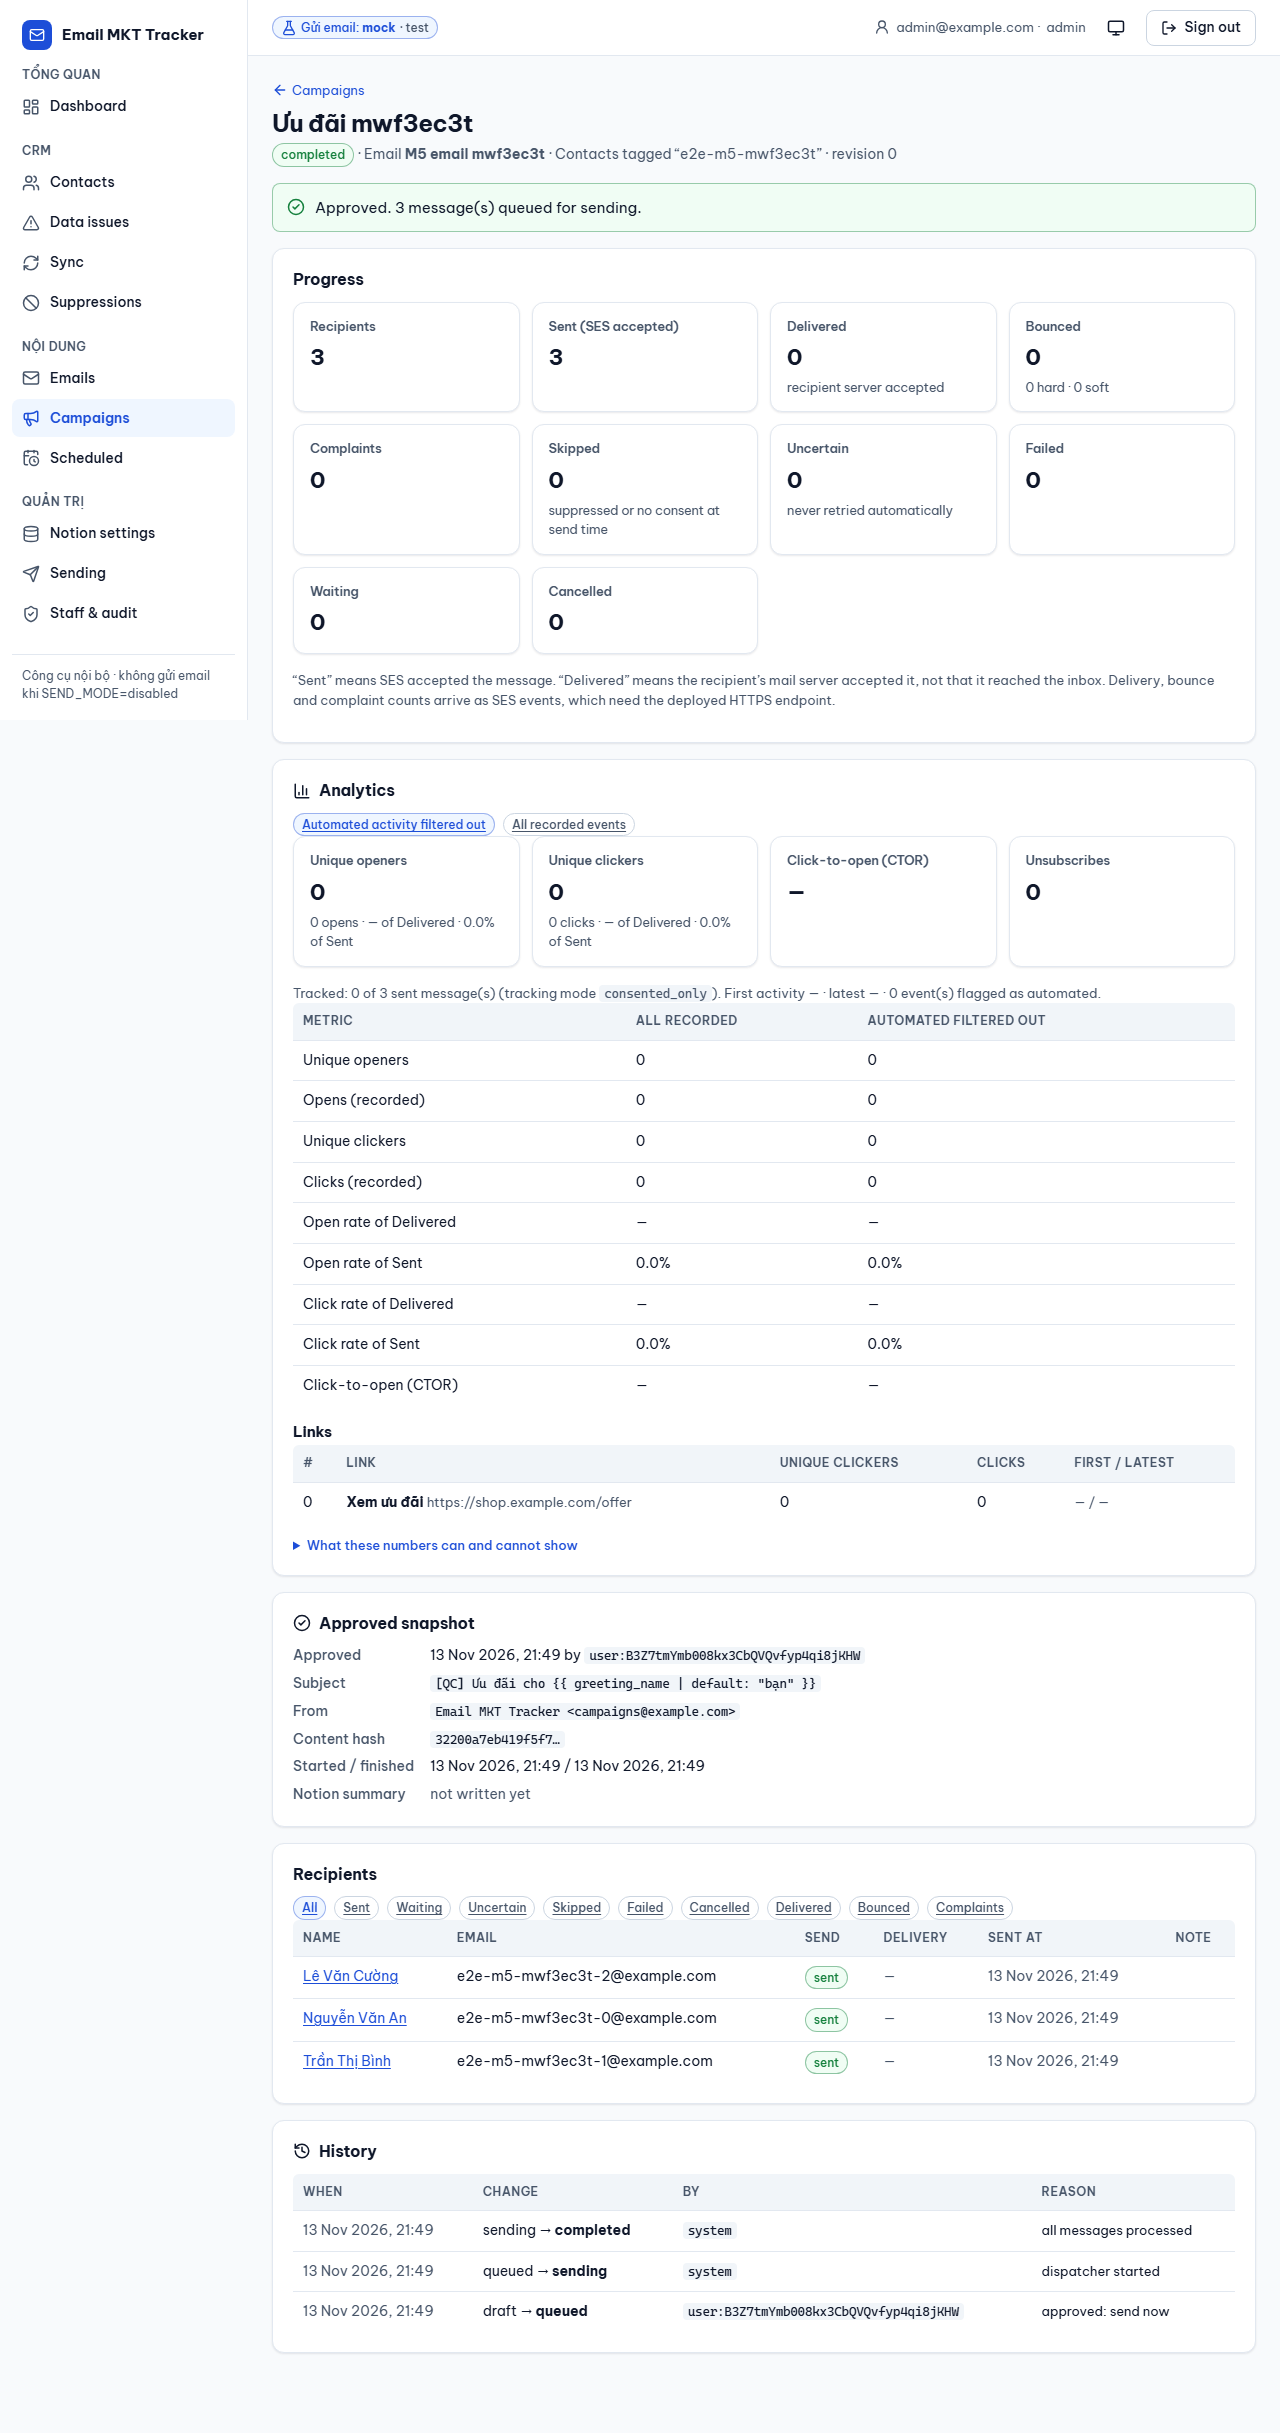 Email MKT Tracker
TỔNG QUAN
Dashboard
CRM
Contacts
Data issues
Sync
Suppressions
NỘI DUNG
Emails
Campaigns
Scheduled
QUẢN TRỊ
Notion settings
Sending
Staff & audit
Công cụ nội bộ · không gửi email
khi SEND_MODE=disabled
Gửi email: mock · test
admin@example.com · admin
Sign out
← Campaigns
Ưu đãi mwf3ec3t
completed · Email M5 email mwf3ec3t · Contacts tagged “e2e-m5-mwf3ec3t” · revision 0
Approved. 3 message(s) queued for sending.
Progress
Recipients
3
Sent (SES accepted)
3
Delivered
0
recipient server accepted
Bounced
0
0 hard · 0 soft
Complaints
0
Skipped
0
suppressed or no consent at
send time
Uncertain
0
never retried automatically
Failed
0
Waiting
0
Cancelled
0
“Sent” means SES accepted the message. “Delivered” means the recipient’s mail server accepted it, not that it reached the inbox. Delivery, bounce
and complaint counts arrive as SES events, which need the deployed HTTPS endpoint.
Analytics
Automated activity filtered out
All recorded events
Unique openers
0
0 opens · — of Delivered · 0.0%
of Sent
Unique clickers
0
0 clicks · — of Delivered · 0.0%
of Sent
Click-to-open (CTOR)
—
Unsubscribes
0
Tracked: 0 of 3 sent message(s) (tracking mode consented_only ). First activity — · latest — · 0 event(s) flagged as automated.
METRIC ALL RECORDED AUTOMATED FILTERED OUT
Unique openers 0 0
Opens (recorded) 0 0
Unique clickers 0 0
Clicks (recorded) 0 0
Open rate of Delivered — —
Open rate of Sent 0.0% 0.0%
Click rate of Delivered — —
Click rate of Sent 0.0% 0.0%
Click-to-open (CTOR) — —
Links
# LINK UNIQUE CLICKERS CLICKS FIRST / LATEST
0 Xem ưu đãi https://shop.example.com/offer 0 0 — / —
What these numbers can and cannot show
Approved snapshot
Approved 13 Nov 2026, 21:49 by user:B3Z7tmYmb008kx3CbQVQvfyp4qi8jKHW
Subject [QC] Ưu đãi cho {{ greeting_name | default: "bạn" }}
From Email MKT Tracker <campaigns@example.com>
Content hash 32200a7eb419f5f7…
Started / finished 13 Nov 2026, 21:49 / 13 Nov 2026, 21:49
Notion summary not written yet
Recipients
All Sent Waiting Uncertain Skipped Failed Cancelled Delivered Bounced Complaints
NAME EMAIL SEND DELIVERY SENT AT NOTE
Lê Văn Cường e2e-m5-mwf3ec3t-2@example.com sent — 13 Nov 2026, 21:49
Nguyễn Văn An e2e-m5-mwf3ec3t-0@example.com sent — 13 Nov 2026, 21:49
Trần Thị Bình e2e-m5-mwf3ec3t-1@example.com sent — 13 Nov 2026, 21:49
History
WHEN CHANGE BY REASON
13 Nov 2026, 21:49 sending → completed system all messages processed
13 Nov 2026, 21:49 queued → sending system dispatcher started
13 Nov 2026, 21:49 draft → queued user:B3Z7tmYmb008kx3CbQVQvfyp4qi8jKHW approved: send now